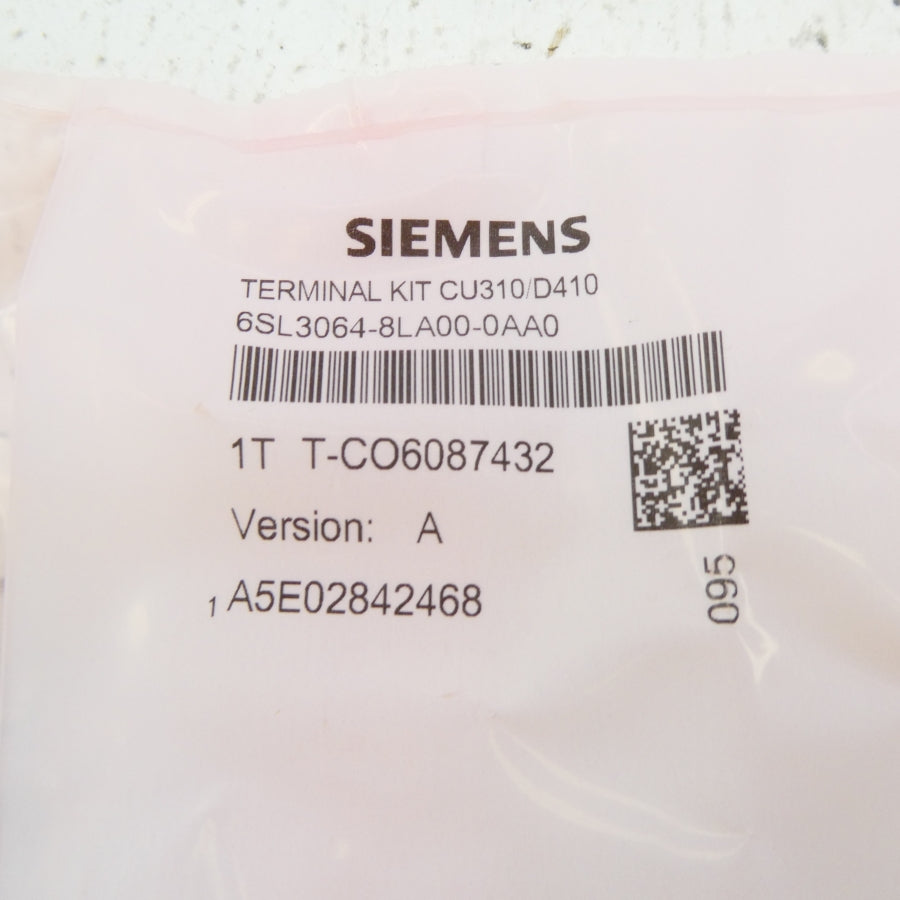 SIEMENS
TERMINAL KIT CU310/D410
6SL3064-8LA00-0AA0
1T T-CO6087432
Version: A
1 A5E02842468
095